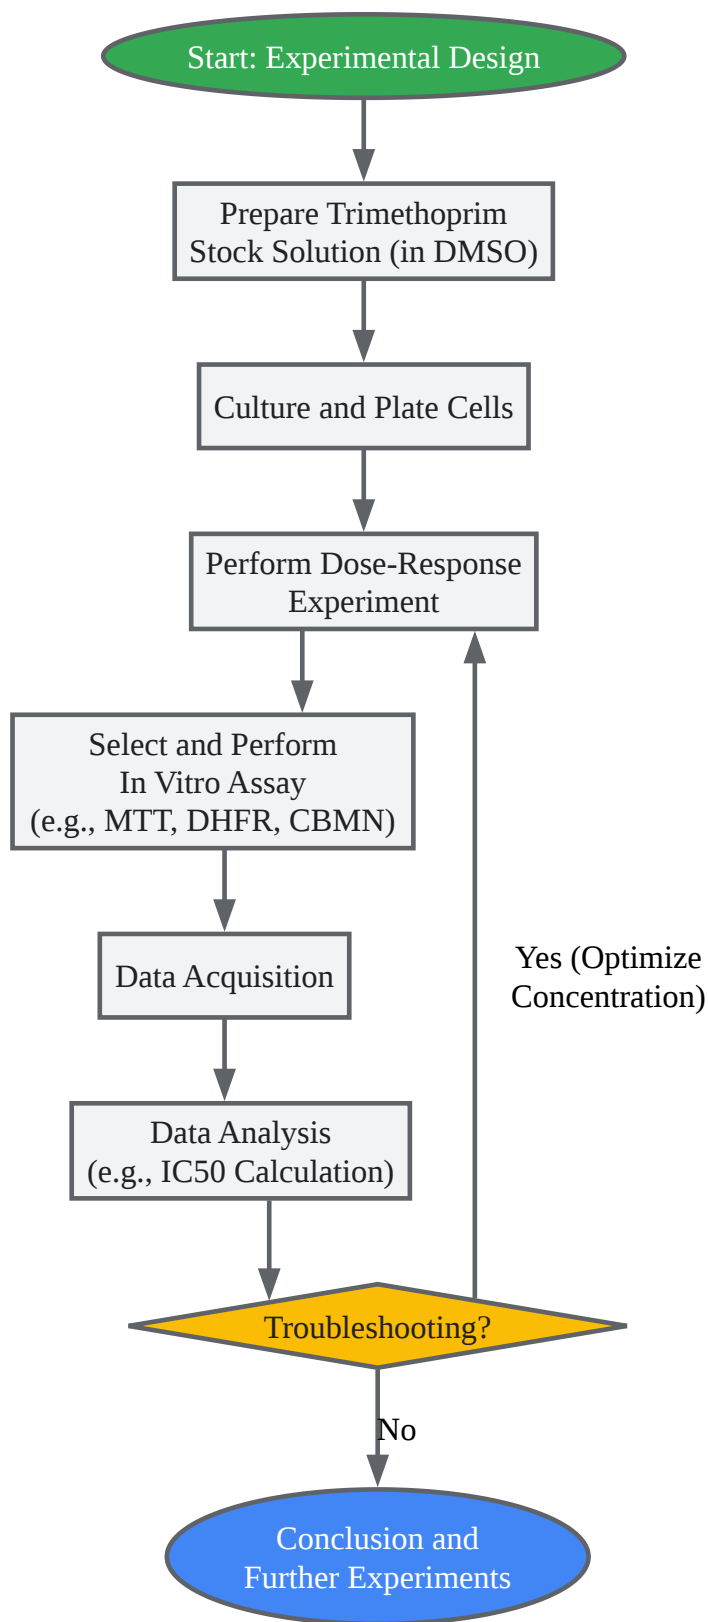 Start: Experimental Design
Prepare Trimethoprim
Stock Solution (in DMSO)
Culture and Plate Cells
Perform Dose-Response
Experiment
Select and Perform
In Vitro Assay
(e.g., MTT, DHFR, CBMN)
Data Acquisition
Yes (Optimize
Concentration)
Data Analysis
(e.g., IC50 Calculation)
Troubleshooting?
No
Conclusion and
Further Experiments